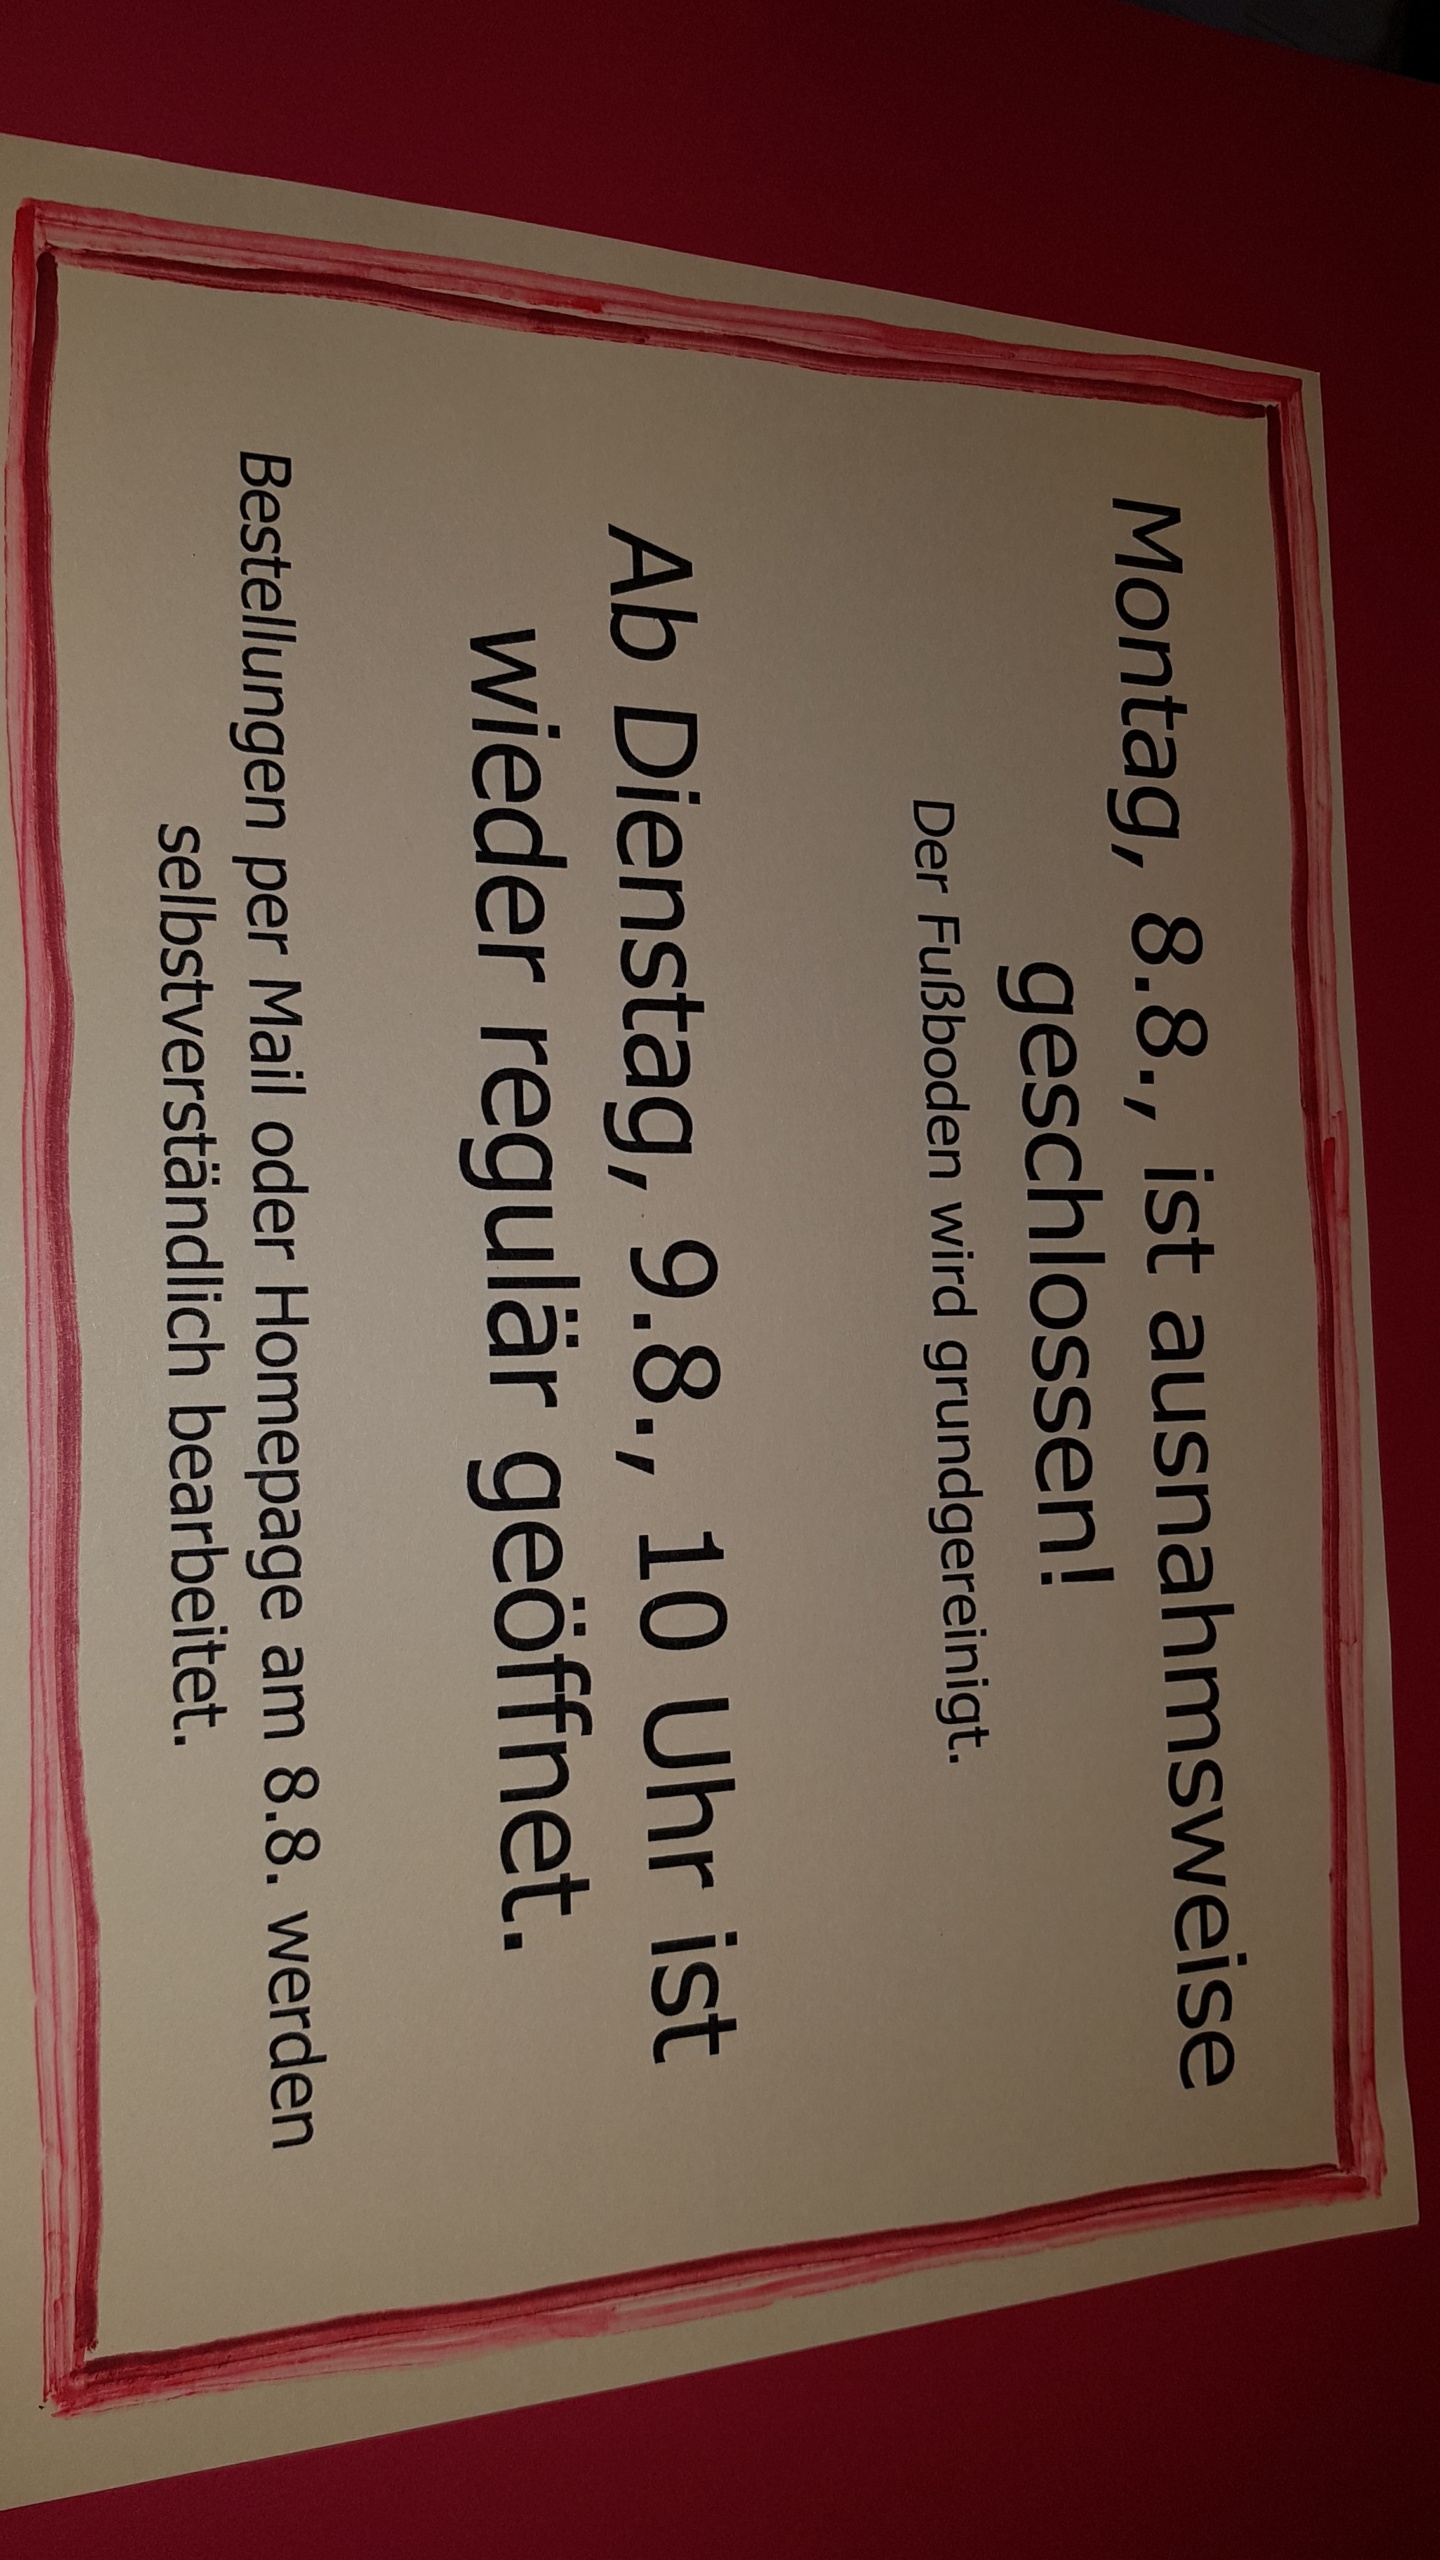 Montag, 8.8., ist ausnahmsweise
geschlossen!
Der Fußboden wird grundgereinigt.
Ab Dienstag, 9.8., 10 Uhr ist
wieder regulär geöffnet.
Bestellungen per Mail oder Homepage am 8.8. werden
selbstverständlich bearbeitet.